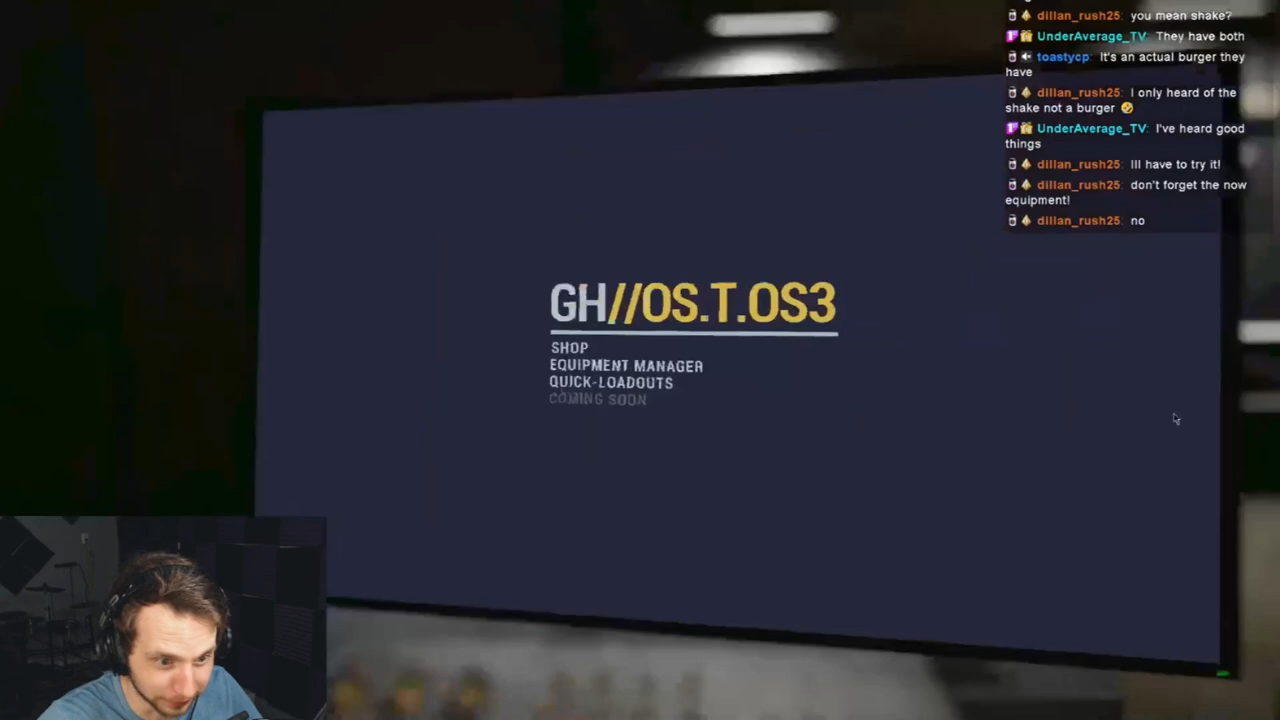 dillan_rush25: you mean shake?
UnderAverage_TV: They have both
toastycp: It's an actual burger they
have
dillan_rush25: I only heard of the
shake not a burger 🤣
UnderAverage_TV: I've heard good
things
dillan_rush25: Ill have to try it!
dillan_rush25: don't forget the now
equipment!
dillan_rush25: no
GH//OS.T.OS3
SHOP
EQUIPMENT MANAGER
QUICK-LOADOUTS
COMING SOON